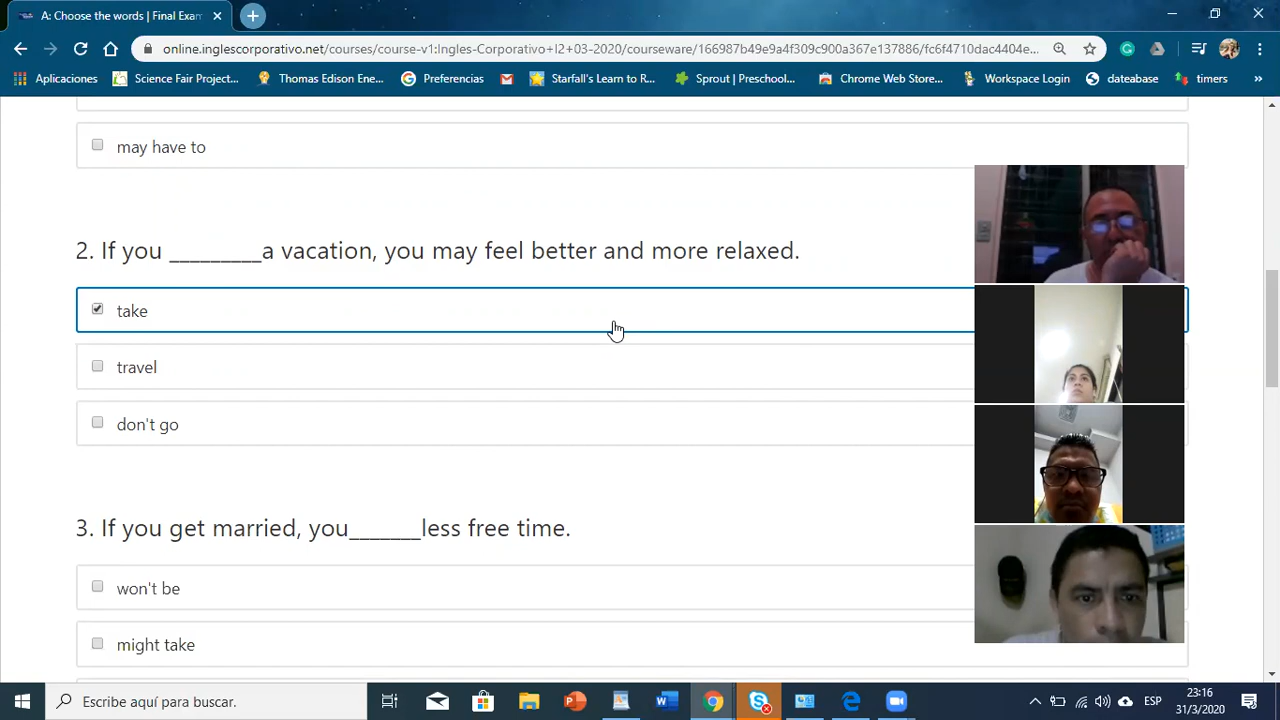 A: Choose the words | Final Exam
online.inglescorporativo.net/courses/course-v1:Ingles-Corporativo+I2+03-2020/courseware/166987b49e9a4f309c900a367e137886/fc6f4710dac4404e...
Aplicaciones Science Fair Project... Thomas Edison Ene... Preferencias Starfall's Learn to R... Sprout | Preschool... Chrome Web Store... Workspace Login dateabase timers »
may have to
2. If you _________a vacation, you may feel better and more relaxed.
take
travel
don't go
3. If you get married, you_______less free time.
won't be
might take
Escribe aquí para buscar.
ESP
23:16
31/3/2020